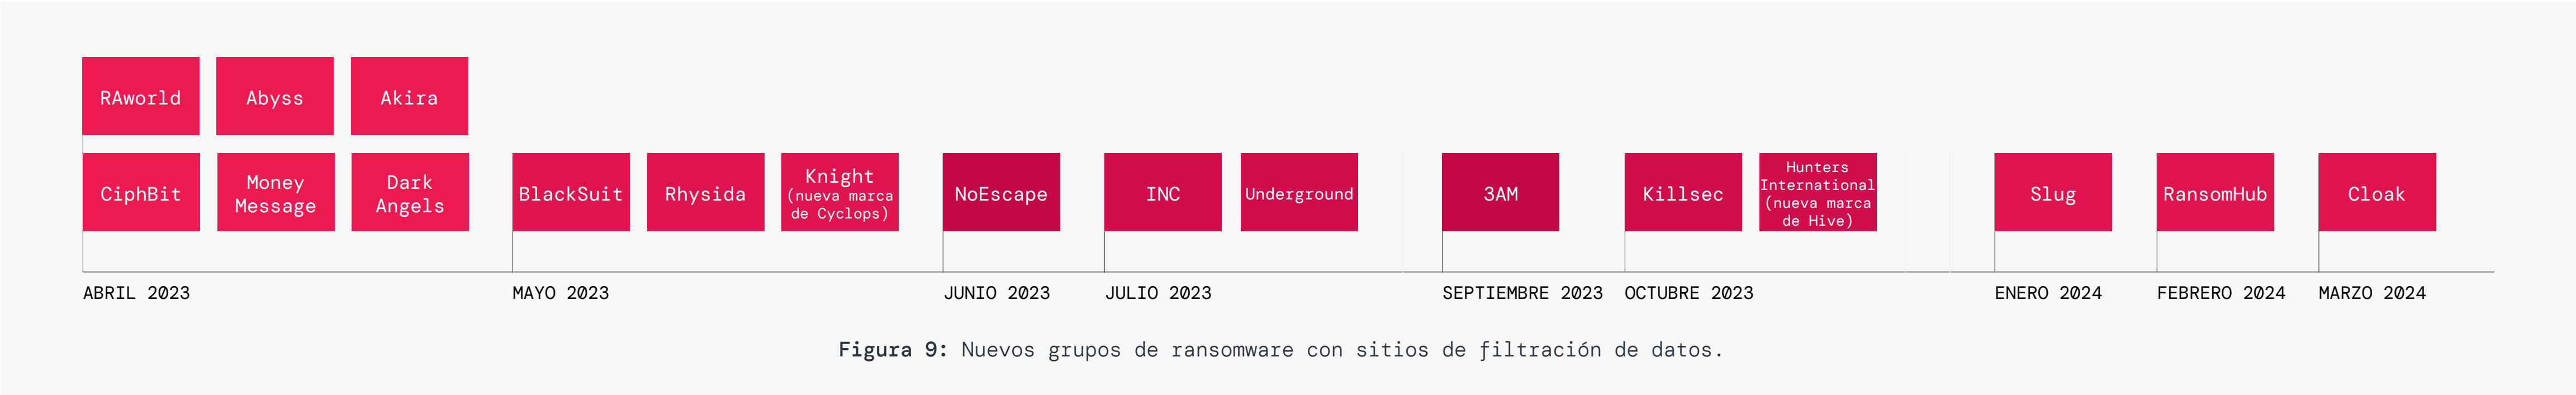 RAworld
Abyss
Akira
CiphBit
Money
Message
Dark
Angels
BlackSuit
Rhysida
Knight
(nueva marca
de Cyclops)
NoEscape
INC
Underground
3AM
Killsec
Hunters
International
(nueva marca
de Hive)
Slug
RansomHub
Cloak
ABRIL 2023
MAYO 2023
JUNIO 2023
JULIO 2023
SEPTIEMBRE 2023
OCTUBRE 2023
ENERO 2024
FEBRERO 2024
MARZO 2024
Figura 9: Nuevos grupos de ransomware con sitios de filtración de datos.